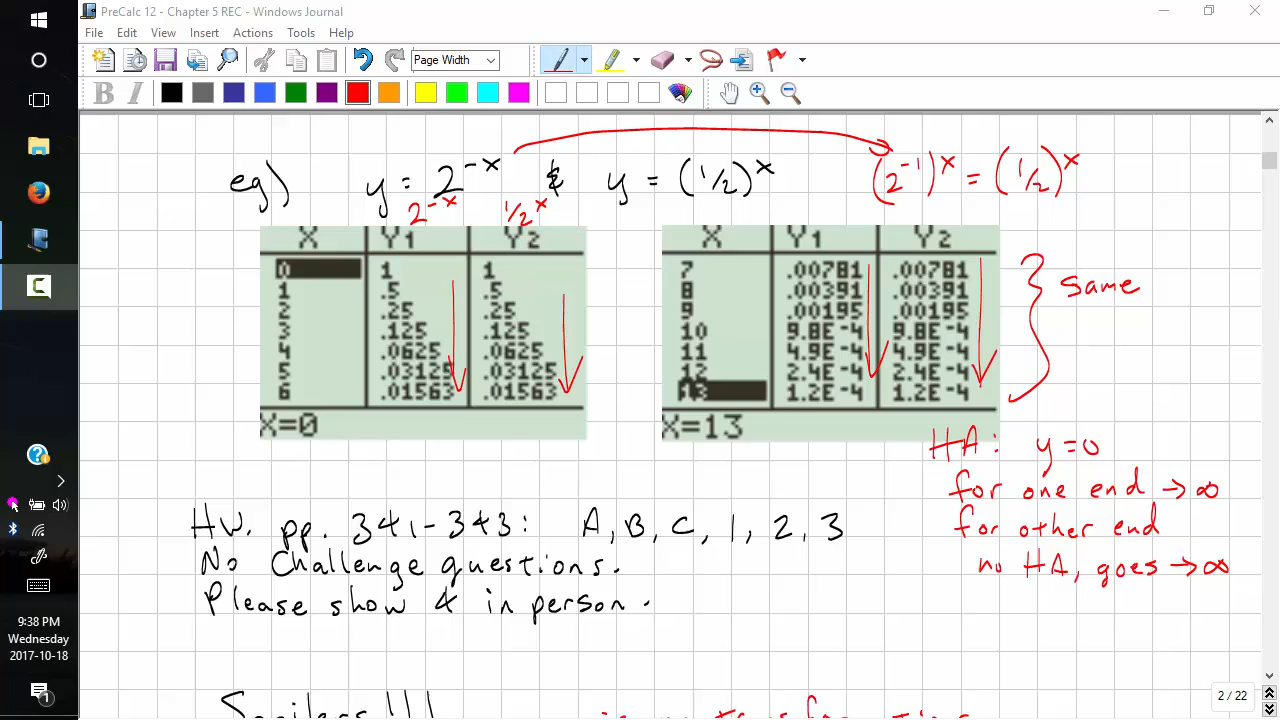 PreCalc 12 - Chapter 5 REC - Windows Journal
File Edit View Insert Actions Tools Help
Page Width
B I
eg) y = 2^-x & y = (1/2)^x (2^-1)^x = (1/2)^x
2^-x 1/2^x
X Y1 Y2
0 1 1
1 .5 .5
2 .25 .25
3 .125 .125
4 .0625 .0625
5 .03125 .03125
6 .01563 .01563
X=0
X Y1 Y2
7 .00781 .00781
8 .00391 .00391
9 .00195 .00195
10 9.8E-4 9.8E-4
11 4.9E-4 4.9E-4
12 2.4E-4 2.4E-4
13 1.2E-4 1.2E-4
X=13
same
HA: y=0
for one end → ∞
for other end
no HA, goes → ∞
HW. pp. 341-343: A, B, C, 1, 2, 3
No Challenge questions.
Please show 4 in person.
9:38 PM
Wednesday
2017-10-18
1
2 / 22